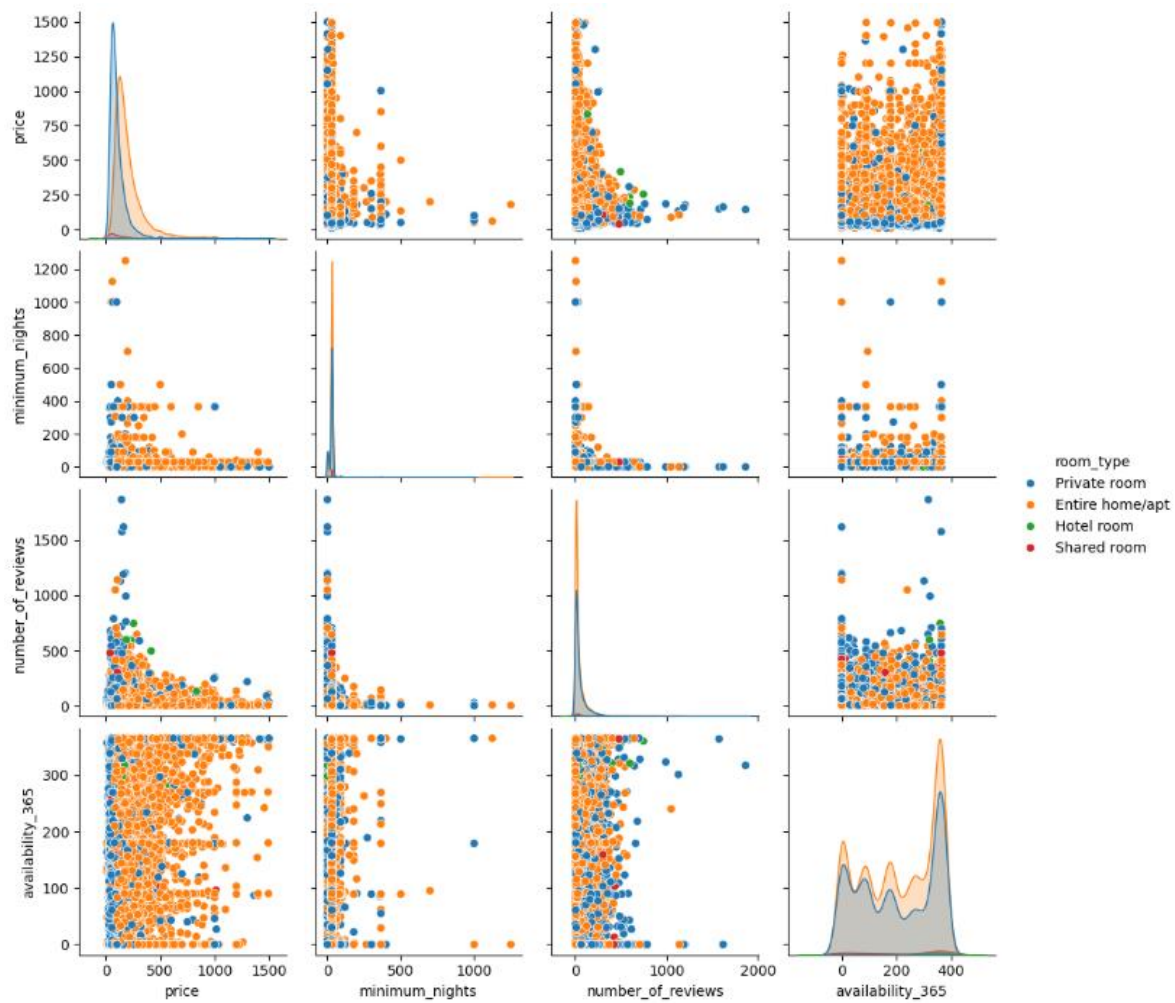 1500
1250
1000
750
500
250
0
price
1200
1000
800
600
400
200
0
minimum_nights
1500
1000
500
0
number_of_reviews
300
200
100
0
availability_365
0 500 1000 1500
price
0 500 1000
minimum_nights
0 1000 2000
number_of_reviews
0 200 400
availability_365
room_type
Private room
Entire home/apt
Hotel room
Shared room